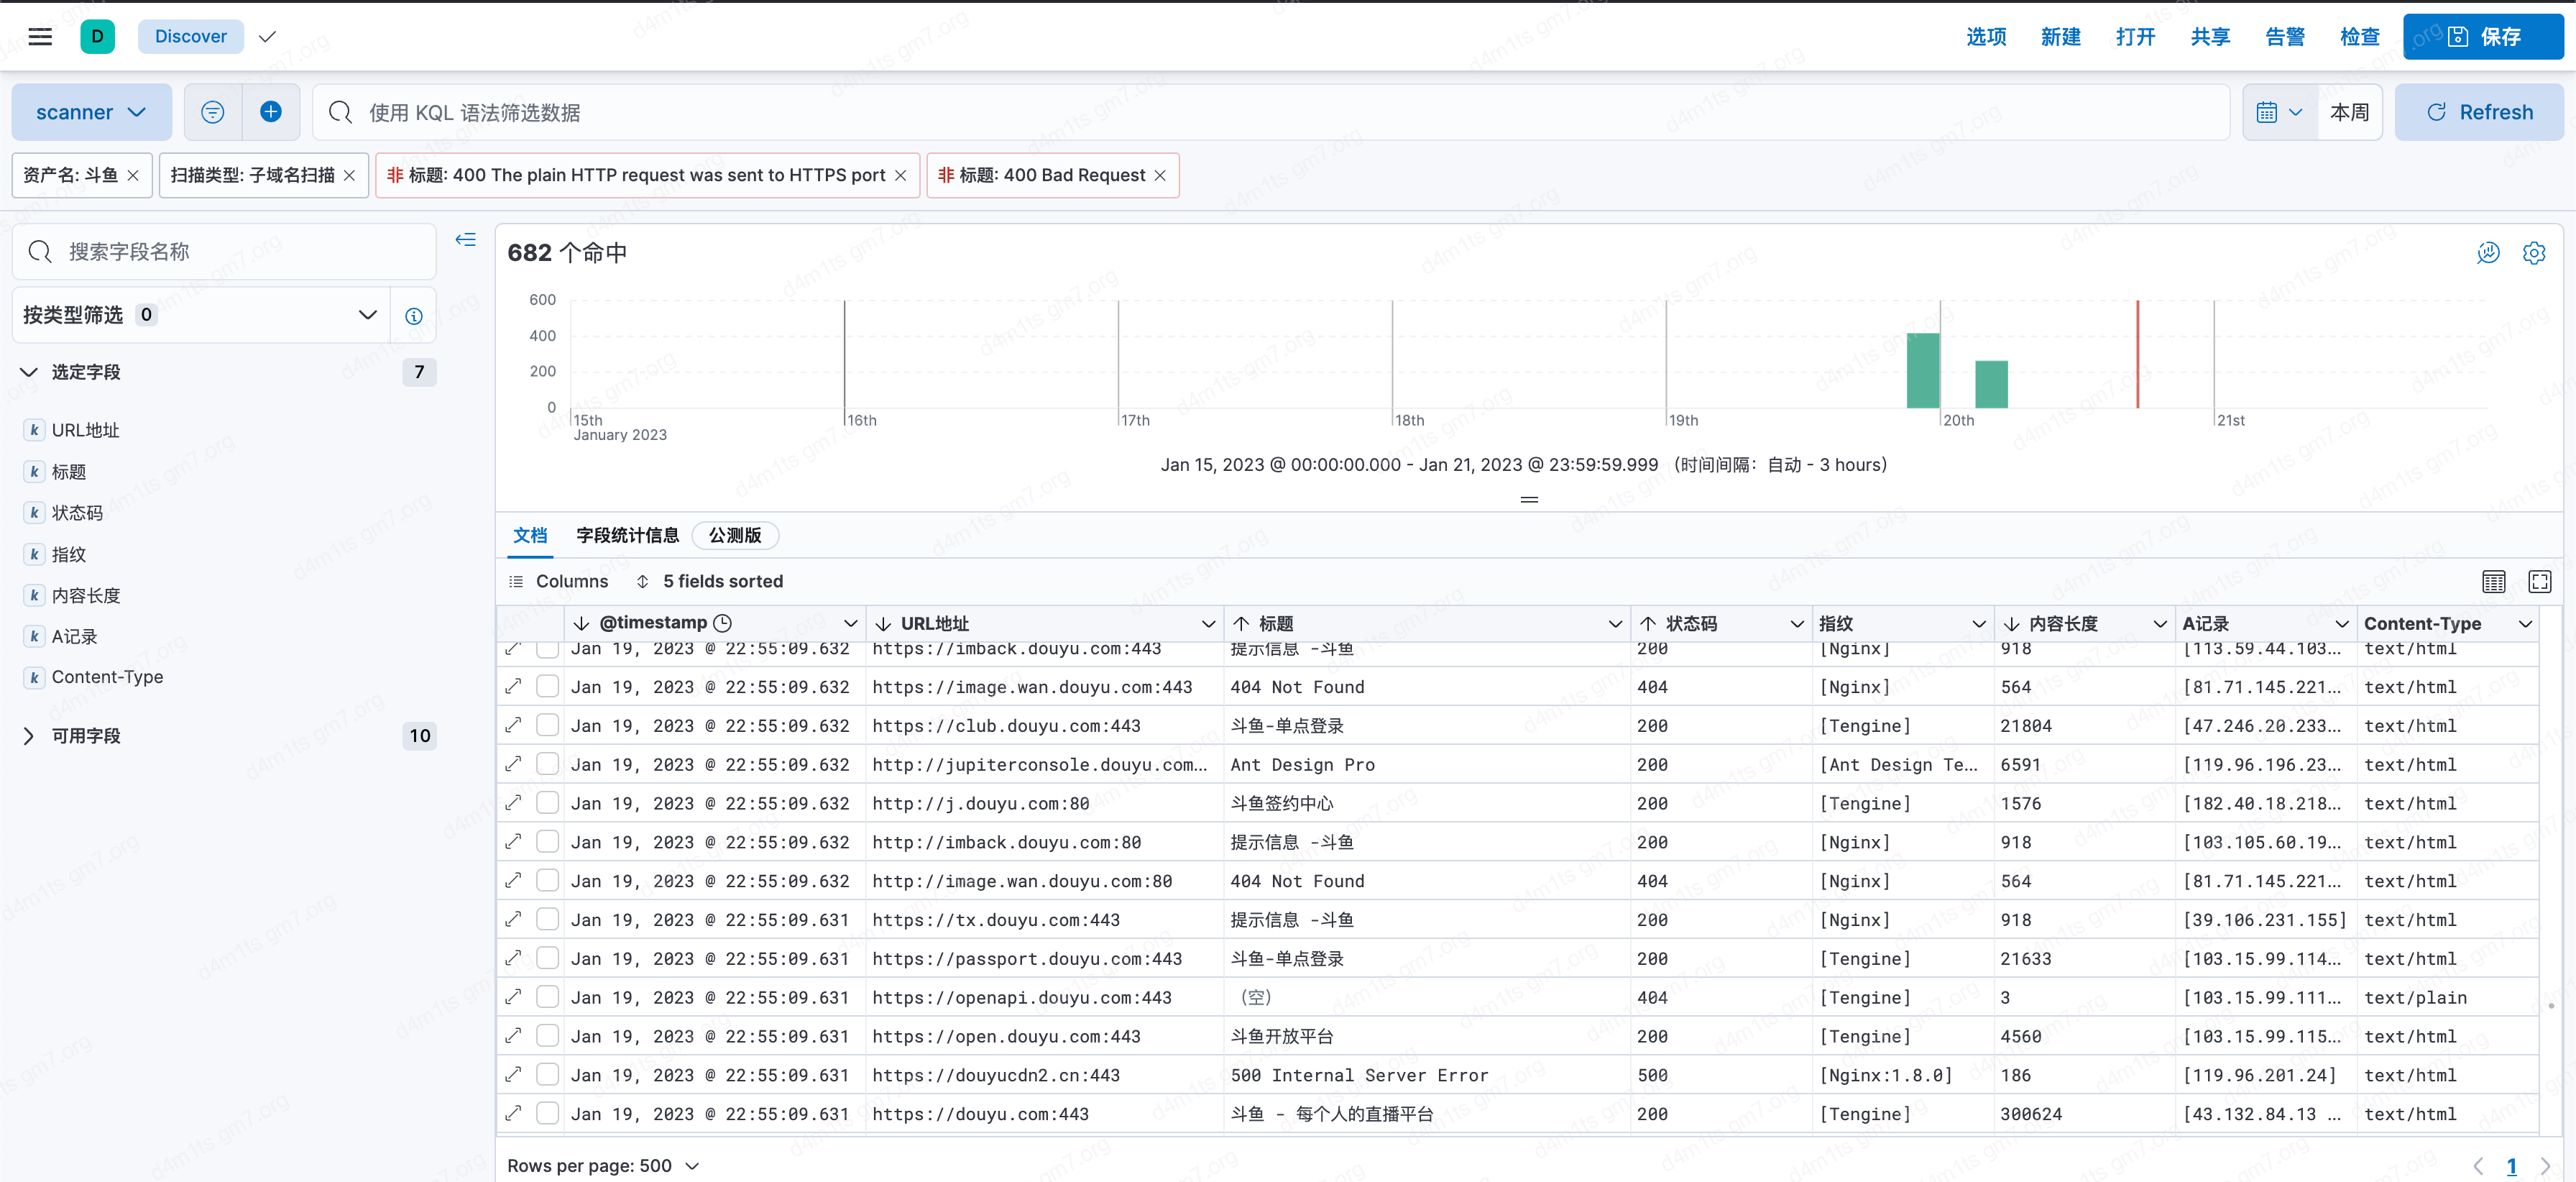 D Discover 选项 新建 打开 共享 告警 检查 保存
scanner 使用 KQL 语法筛选数据 本周 Refresh
资产名: 斗鱼 扫描类型: 子域名扫描 非 标题: 400 The plain HTTP request was sent to HTTPS port 非 标题: 400 Bad Request
搜索字段名称
按类型筛选 0
选定字段 7
k URL地址
k 标题
k 状态码
k 指纹
k 内容长度
k A记录
k Content-Type
可用字段 10
682 个命中
600
400
200
0
15th 16th 17th 18th 19th 20th 21st
January 2023
Jan 15, 2023 @ 00:00:00.000 - Jan 21, 2023 @ 23:59:59.999 （时间间隔：自动 - 3 hours）
文档 字段统计信息 公测版
Columns 5 fields sorted
@timestamp URL地址 标题 状态码 指纹 内容长度 A记录 Content-Type
Jan 19, 2023 @ 22:55:09.632 https://imback.douyu.com:443 提示信息 -斗鱼 200 [Nginx] 918 [113.59.44.103... text/html
Jan 19, 2023 @ 22:55:09.632 https://image.wan.douyu.com:443 404 Not Found 404 [Nginx] 564 [81.71.145.221... text/html
Jan 19, 2023 @ 22:55:09.632 https://club.douyu.com:443 斗鱼-单点登录 200 [Tengine] 21804 [47.246.20.233... text/html
Jan 19, 2023 @ 22:55:09.632 http://jupiterconsole.douyu.com... Ant Design Pro 200 [Ant Design Te... 6591 [119.96.196.23... text/html
Jan 19, 2023 @ 22:55:09.632 http://j.douyu.com:80 斗鱼签约中心 200 [Tengine] 1576 [182.40.18.218... text/html
Jan 19, 2023 @ 22:55:09.632 http://imback.douyu.com:80 提示信息 -斗鱼 200 [Nginx] 918 [103.105.60.19... text/html
Jan 19, 2023 @ 22:55:09.632 http://image.wan.douyu.com:80 404 Not Found 404 [Nginx] 564 [81.71.145.221... text/html
Jan 19, 2023 @ 22:55:09.631 https://tx.douyu.com:443 提示信息 -斗鱼 200 [Nginx] 918 [39.106.231.155] text/html
Jan 19, 2023 @ 22:55:09.631 https://passport.douyu.com:443 斗鱼-单点登录 200 [Tengine] 21633 [103.15.99.114... text/html
Jan 19, 2023 @ 22:55:09.631 https://openapi.douyu.com:443 （空） 404 [Tengine] 3 [103.15.99.111... text/plain
Jan 19, 2023 @ 22:55:09.631 https://open.douyu.com:443 斗鱼开放平台 200 [Tengine] 4560 [103.15.99.115... text/html
Jan 19, 2023 @ 22:55:09.631 https://douyucdn2.cn:443 500 Internal Server Error 500 [Nginx:1.8.0] 186 [119.96.201.24] text/html
Jan 19, 2023 @ 22:55:09.631 https://douyu.com:443 斗鱼 - 每个人的直播平台 200 [Tengine] 300624 [43.132.84.13 ... text/html
Rows per page: 500 1
d4m1ts gm7.org